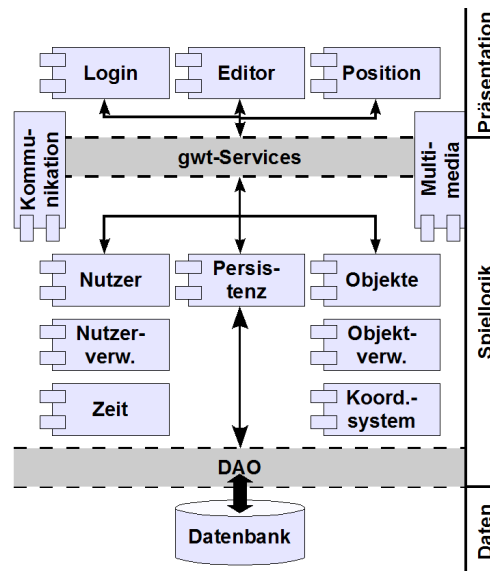 Login
Editor
Position
Präsentation
Kommu-
nikation
gwt-Services
Multi-
media
Nutzer
Persis-
tenz
Objekte
Nutzer-
verw.
Objekt-
verw.
Zeit
Koord.-
system
Spiellogik
DAO
Datenbank
Daten